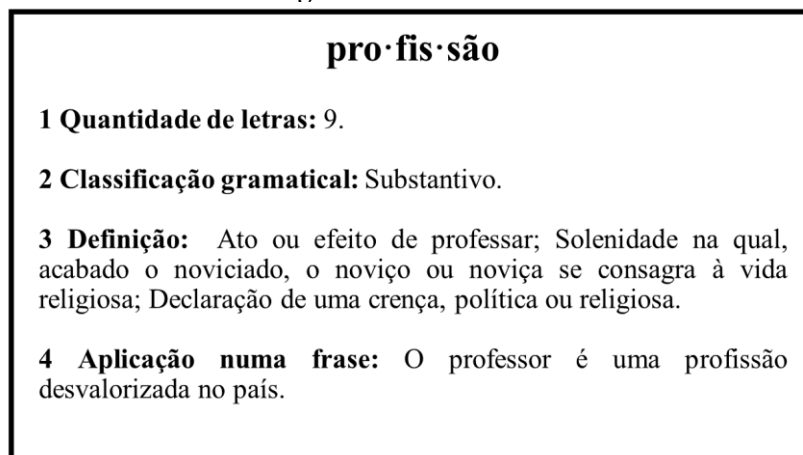 pro·fis·são
1 Quantidade de letras: 9.
2 Classificação gramatical: Substantivo.
3 Definição: Ato ou efeito de professar; Solenidade na qual,
acabado o noviciado, o noviço ou noviça se consagra à vida
religiosa; Declaração de uma crença, política ou religiosa.
4 Aplicação numa frase: O professor é uma profissão
desvalorizada no país.